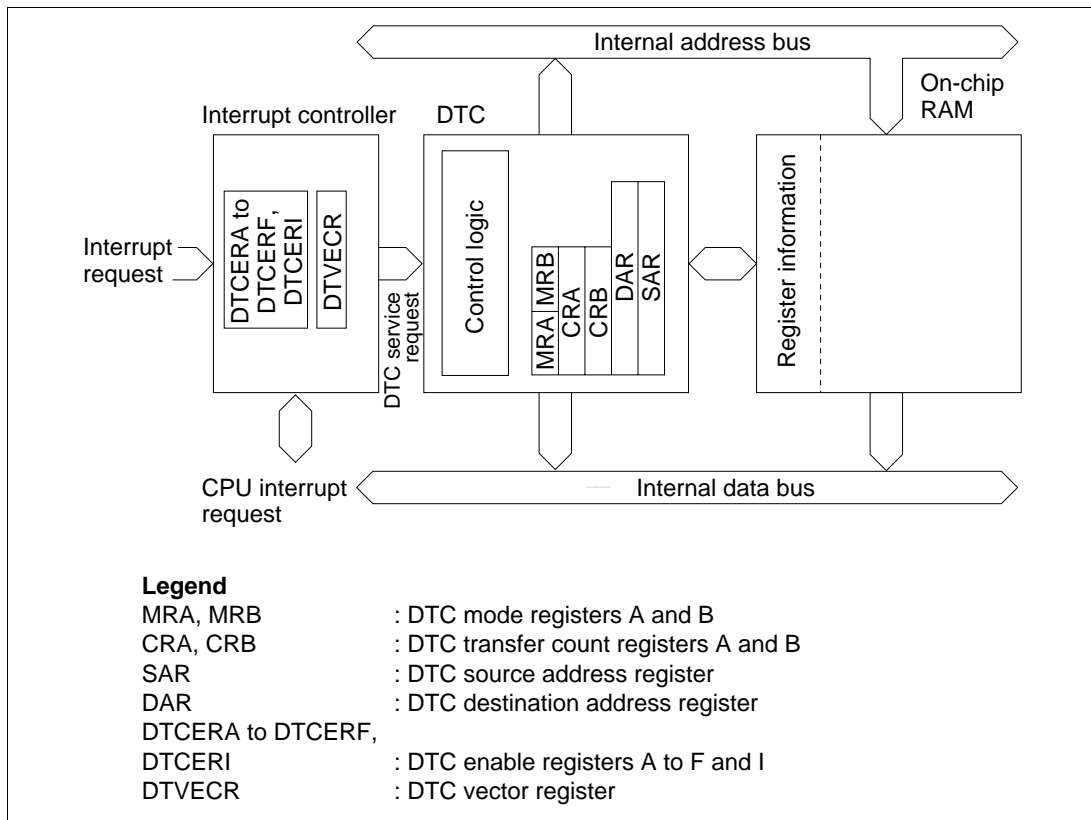 Internal address bus
On-chip
RAM
Interrupt controller
DTC
Interrupt
request
DTCERA to
DTCERF,
DTCERI
DTVECR
DTC service
request
Control logic
MRA
MRB
CRA
CRB
DAR
SAR
Register information
CPU interrupt
request
Internal data bus
Legend
MRA, MRB : DTC mode registers A and B
CRA, CRB : DTC transfer count registers A and B
SAR : DTC source address register
DAR : DTC destination address register
DTCERA to DTCERF,
DTCERI : DTC enable registers A to F and I
DTVECR : DTC vector register